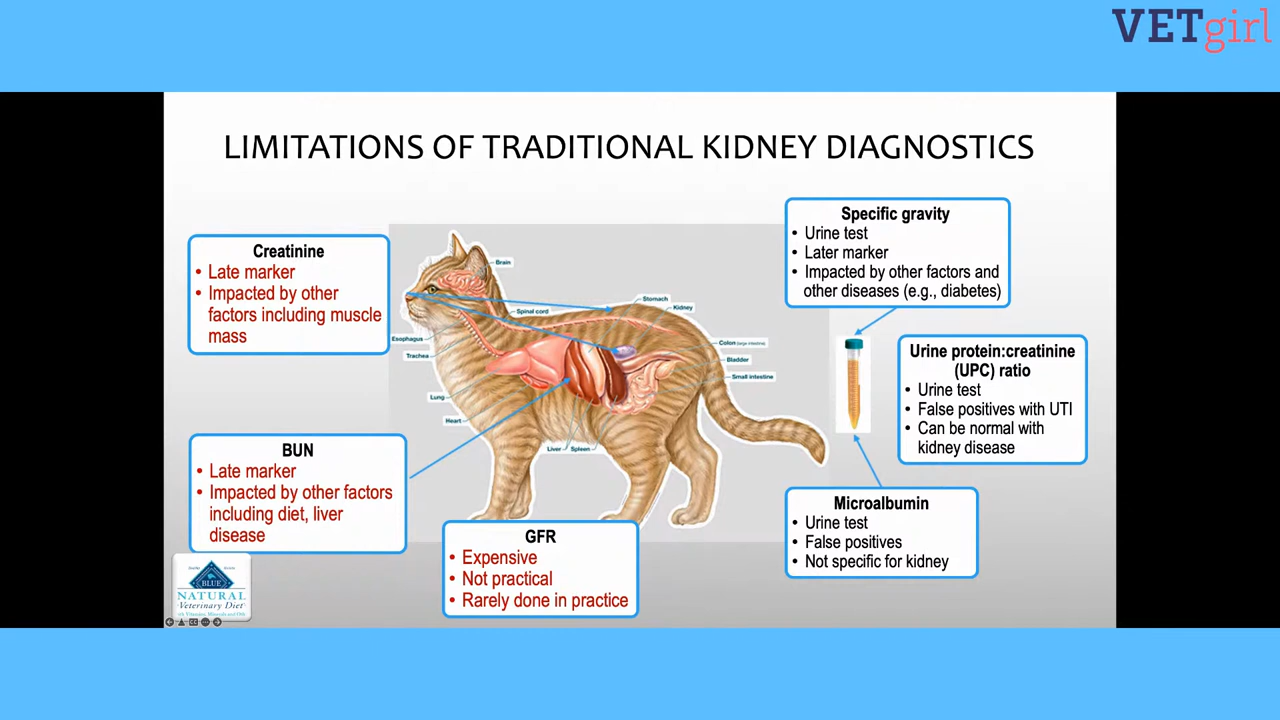 VETgirl
LIMITATIONS OF TRADITIONAL KIDNEY DIAGNOSTICS
Creatinine
• Late marker
• Impacted by other
factors including muscle
mass
BUN
• Late marker
• Impacted by other factors
including diet, liver
disease
GFR
• Expensive
• Not practical
• Rarely done in practice
Specific gravity
• Urine test
• Later marker
• Impacted by other factors and
other diseases (e.g., diabetes)
Urine protein:creatinine
(UPC) ratio
• Urine test
• False positives with UTI
• Can be normal with
kidney disease
Microalbumin
• Urine test
• False positives
• Not specific for kidney
Brain
Spinal cord
Stomach
Kidney
Esophagus
Trachea
Colon (large intestine)
Bladder
Small intestine
Lung
Heart
Liver
Spleen
BLUE
NATURAL
Veterinary Diet